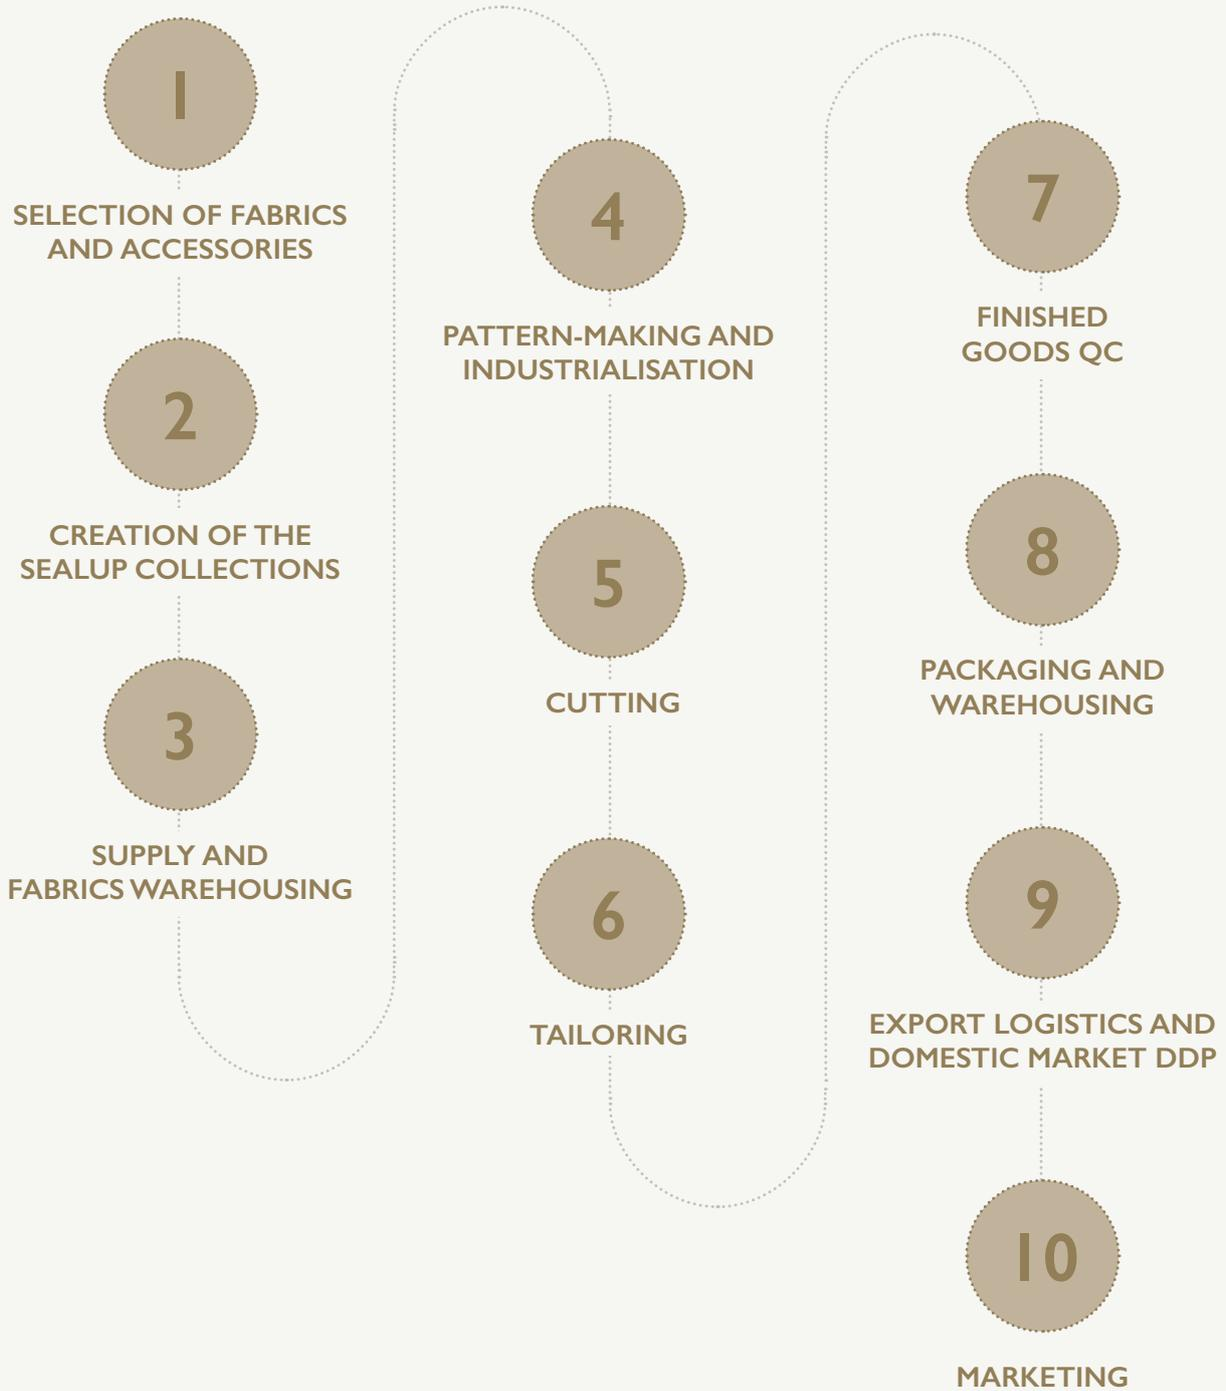 1
SELECTION OF FABRICS
AND ACCESSORIES
2
CREATION OF THE
SEALUP COLLECTIONS
3
SUPPLY AND
FABRICS WAREHOUSING
4
PATTERN-MAKING AND
INDUSTRIALISATION
5
CUTTING
6
TAILORING
7
FINISHED
GOODS QC
8
PACKAGING AND
WAREHOUSING
9
EXPORT LOGISTICS AND
DOMESTIC MARKET DDP
10
MARKETING